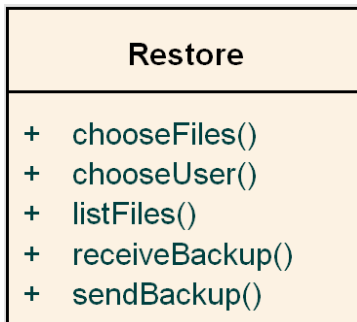 Restore
+ chooseFiles()
+ chooseUser()
+ listFiles()
+ receiveBackup()
+ sendBackup()